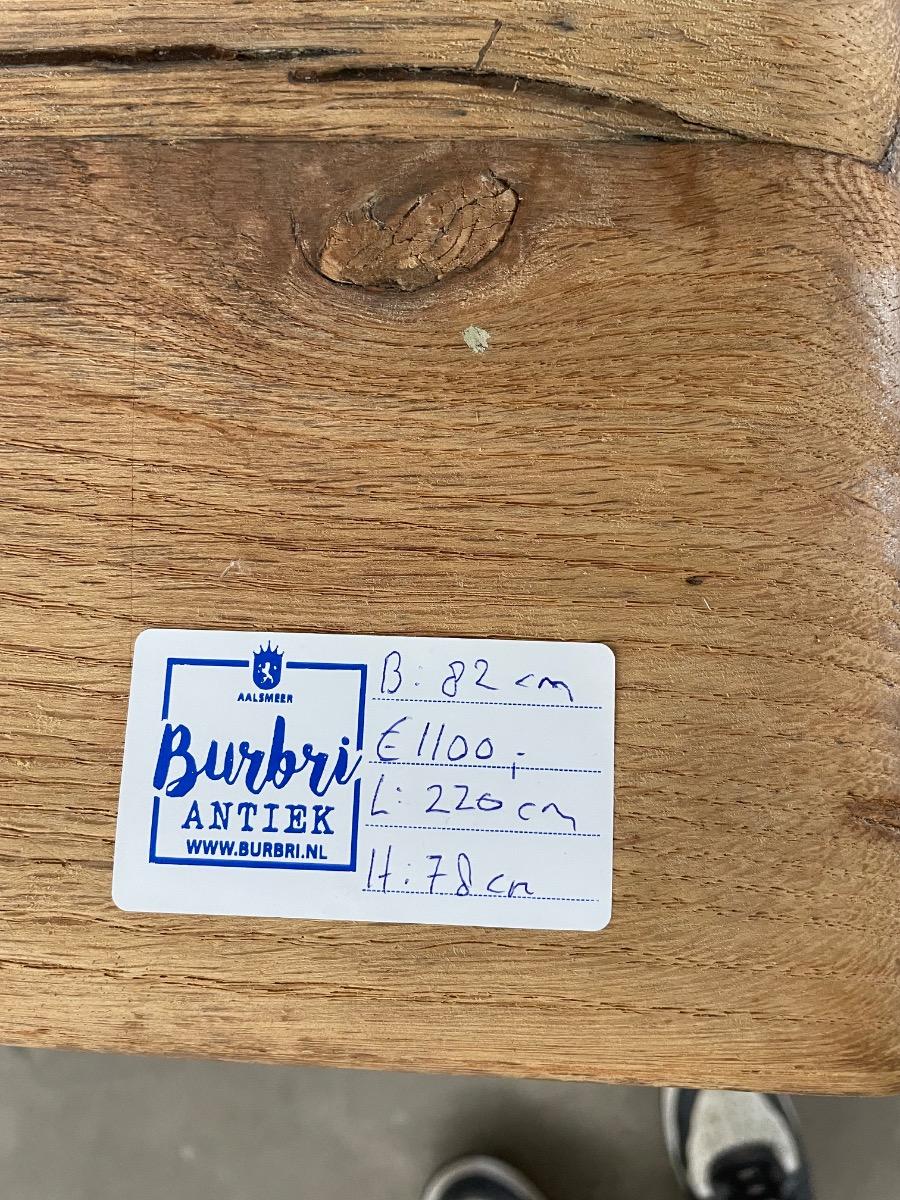 AALSMEER
Burbri
ANTIEK
WWW.BURBRI.NL
B: 82 cm
€1100,-
L: 220 cm
H: 78 cm